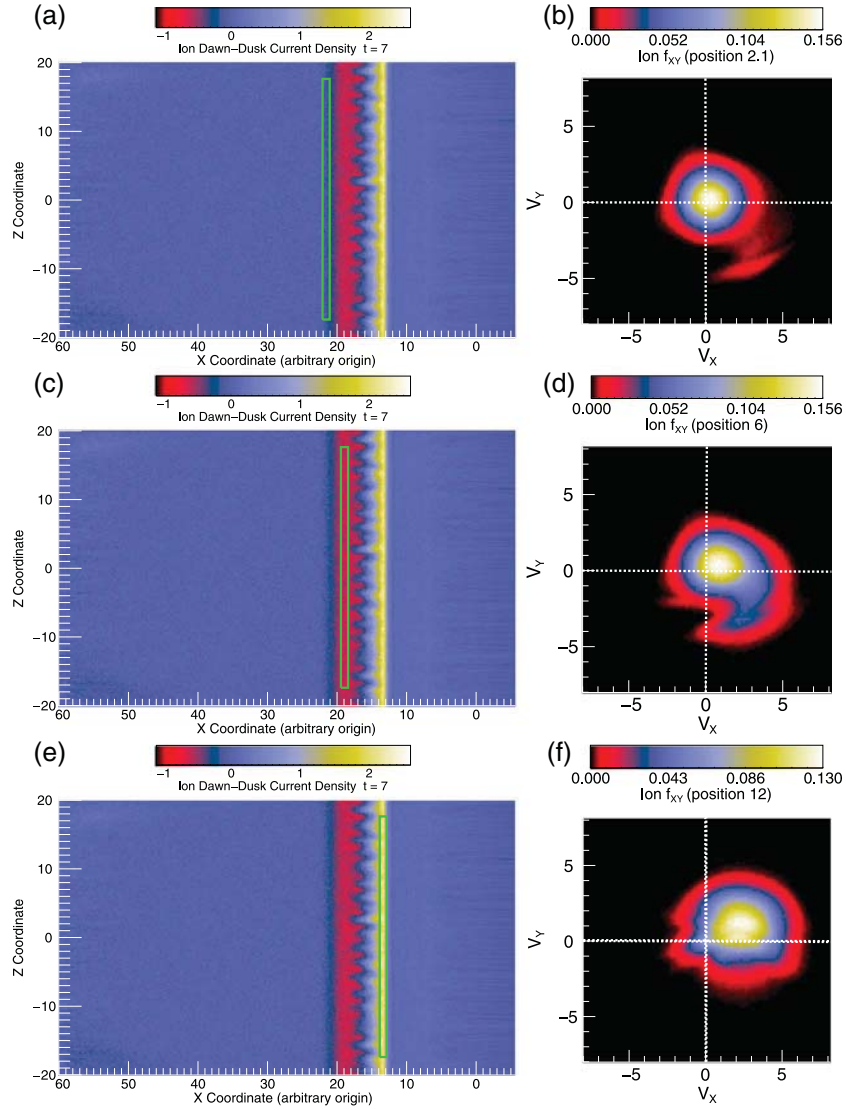 (a)
-1 0 1 2
Ion Dawn–Dusk Current Density t = 7
20
10
0
-10
-20
Z Coordinate
60 50 40 30 20 10 0
X Coordinate (arbitrary origin)
(b)
0.000 0.052 0.104 0.156
Ion fXY (position 2.1)
5
0
-5
VY
-5 0 5
VX
(c)
-1 0 1 2
Ion Dawn–Dusk Current Density t = 7
20
10
0
-10
-20
Z Coordinate
60 50 40 30 20 10 0
X Coordinate (arbitrary origin)
(d)
0.000 0.052 0.104 0.156
Ion fXY (position 6)
5
0
-5
VY
-5 0 5
VX
(e)
-1 0 1 2
Ion Dawn–Dusk Current Density t = 7
20
10
0
-10
-20
Z Coordinate
60 50 40 30 20 10 0
X Coordinate (arbitrary origin)
(f)
0.000 0.043 0.086 0.130
Ion fXY (position 12)
5
0
-5
VY
-5 0 5
VX